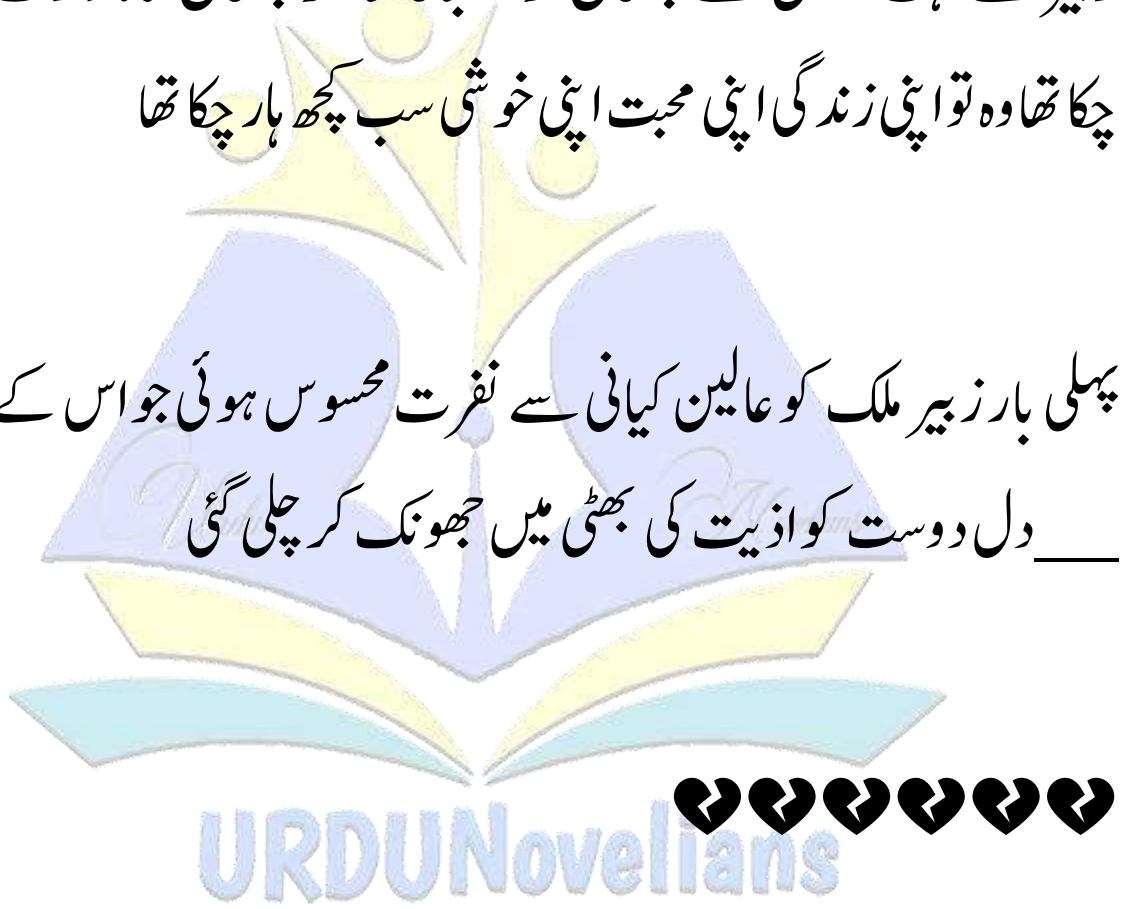 چکا تھا وہ تو اپنی زندگی اپنی محبت اپنی خوشی سب کچھ ہار چکا تھا
پہلی بار زبیر ملک کو عالین کیانی سے نفرت محسوس ہوئی جو اس کے
___دل دوست کو اذیت کی بھٹی میں جھونک کر چلی گئی
💔💔💔💔💔💔
URDUNovelians